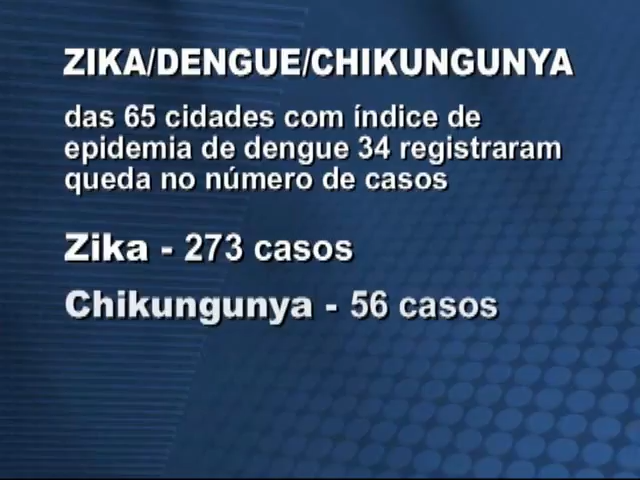 ZIKA/DENGUE/CHIKUNGUNYA
das 65 cidades com índice de
epidemia de dengue 34 registraram
queda no número de casos
Zika - 273 casos
Chikungunya - 56 casos